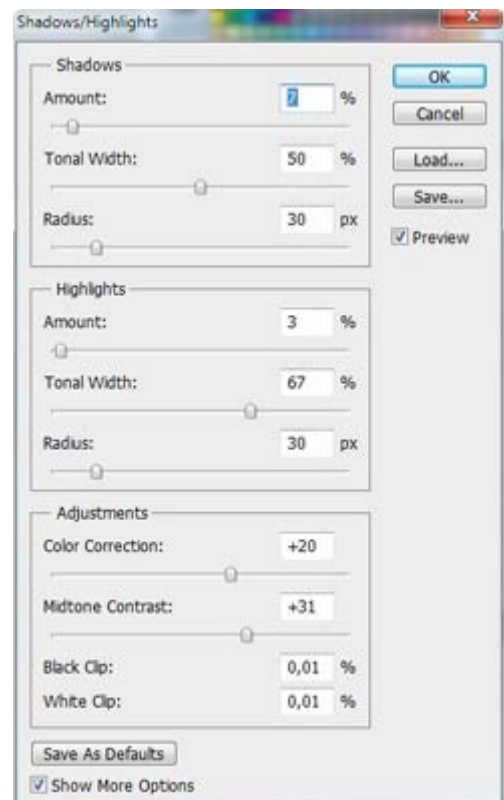 Shadows/Highlights
Shadows
Amount: 7 %
Tonal Width: 50 %
Radius: 30 px
OK
Cancel
Load...
Save...
Preview
Highlights
Amount: 3 %
Tonal Width: 67 %
Radius: 30 px
Adjustments
Color Correction: +20
Midtone Contrast: +31
Black Clip: 0,01 %
White Clip: 0,01 %
Save As Defaults
Show More Options